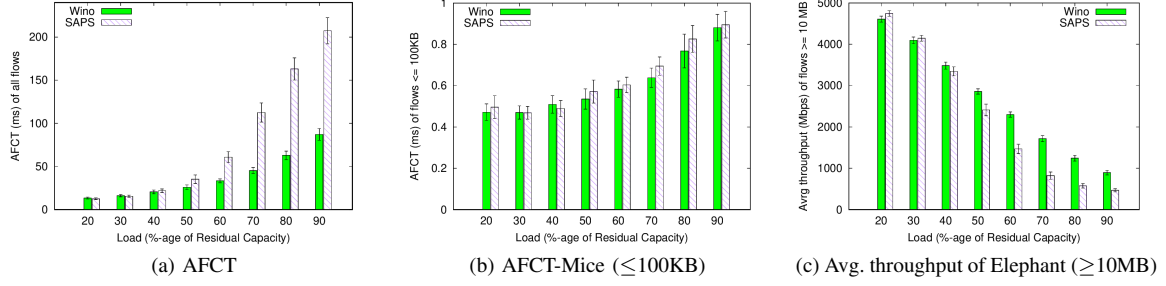 Wino
SAPS
AFCT (ms) of all flows
200
150
100
50
0
20 30 40 50 60 70 80 90
Load (%-age of Residual Capacity)
(a) AFCT
Wino
SAPS
AFCT (ms) of flows <= 100KB
1
0.8
0.6
0.4
0.2
0
20 30 40 50 60 70 80 90
Load (%-age of Residual Capacity)
(b) AFCT-Mice (≤100KB)
Wino
SAPS
Avrg throughput (Mbps) of flows >= 10 MB
5000
4000
3000
2000
1000
0
20 30 40 50 60 70 80 90
Load (%-age of Residual Capacity)
(c) Avg. throughput of Elephant (≥10MB)